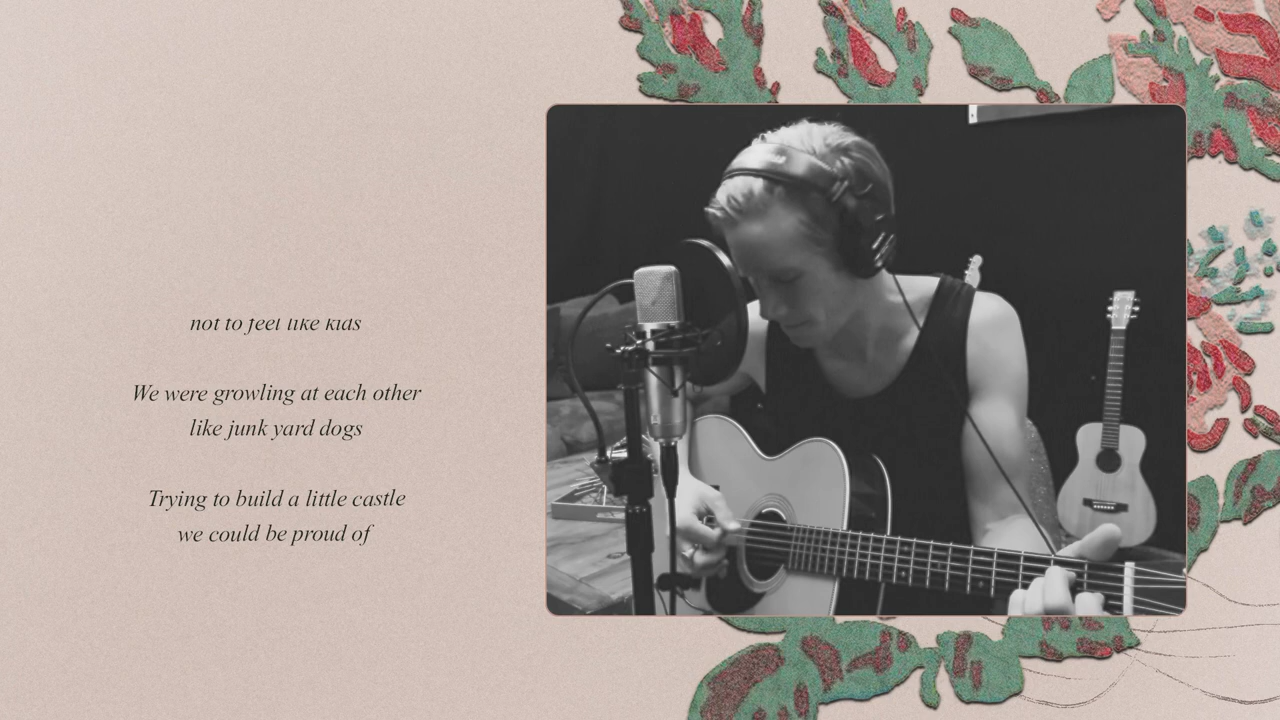 not to feel like kids
We were growling at each other
like junk yard dogs
Trying to build a little castle
we could be proud of